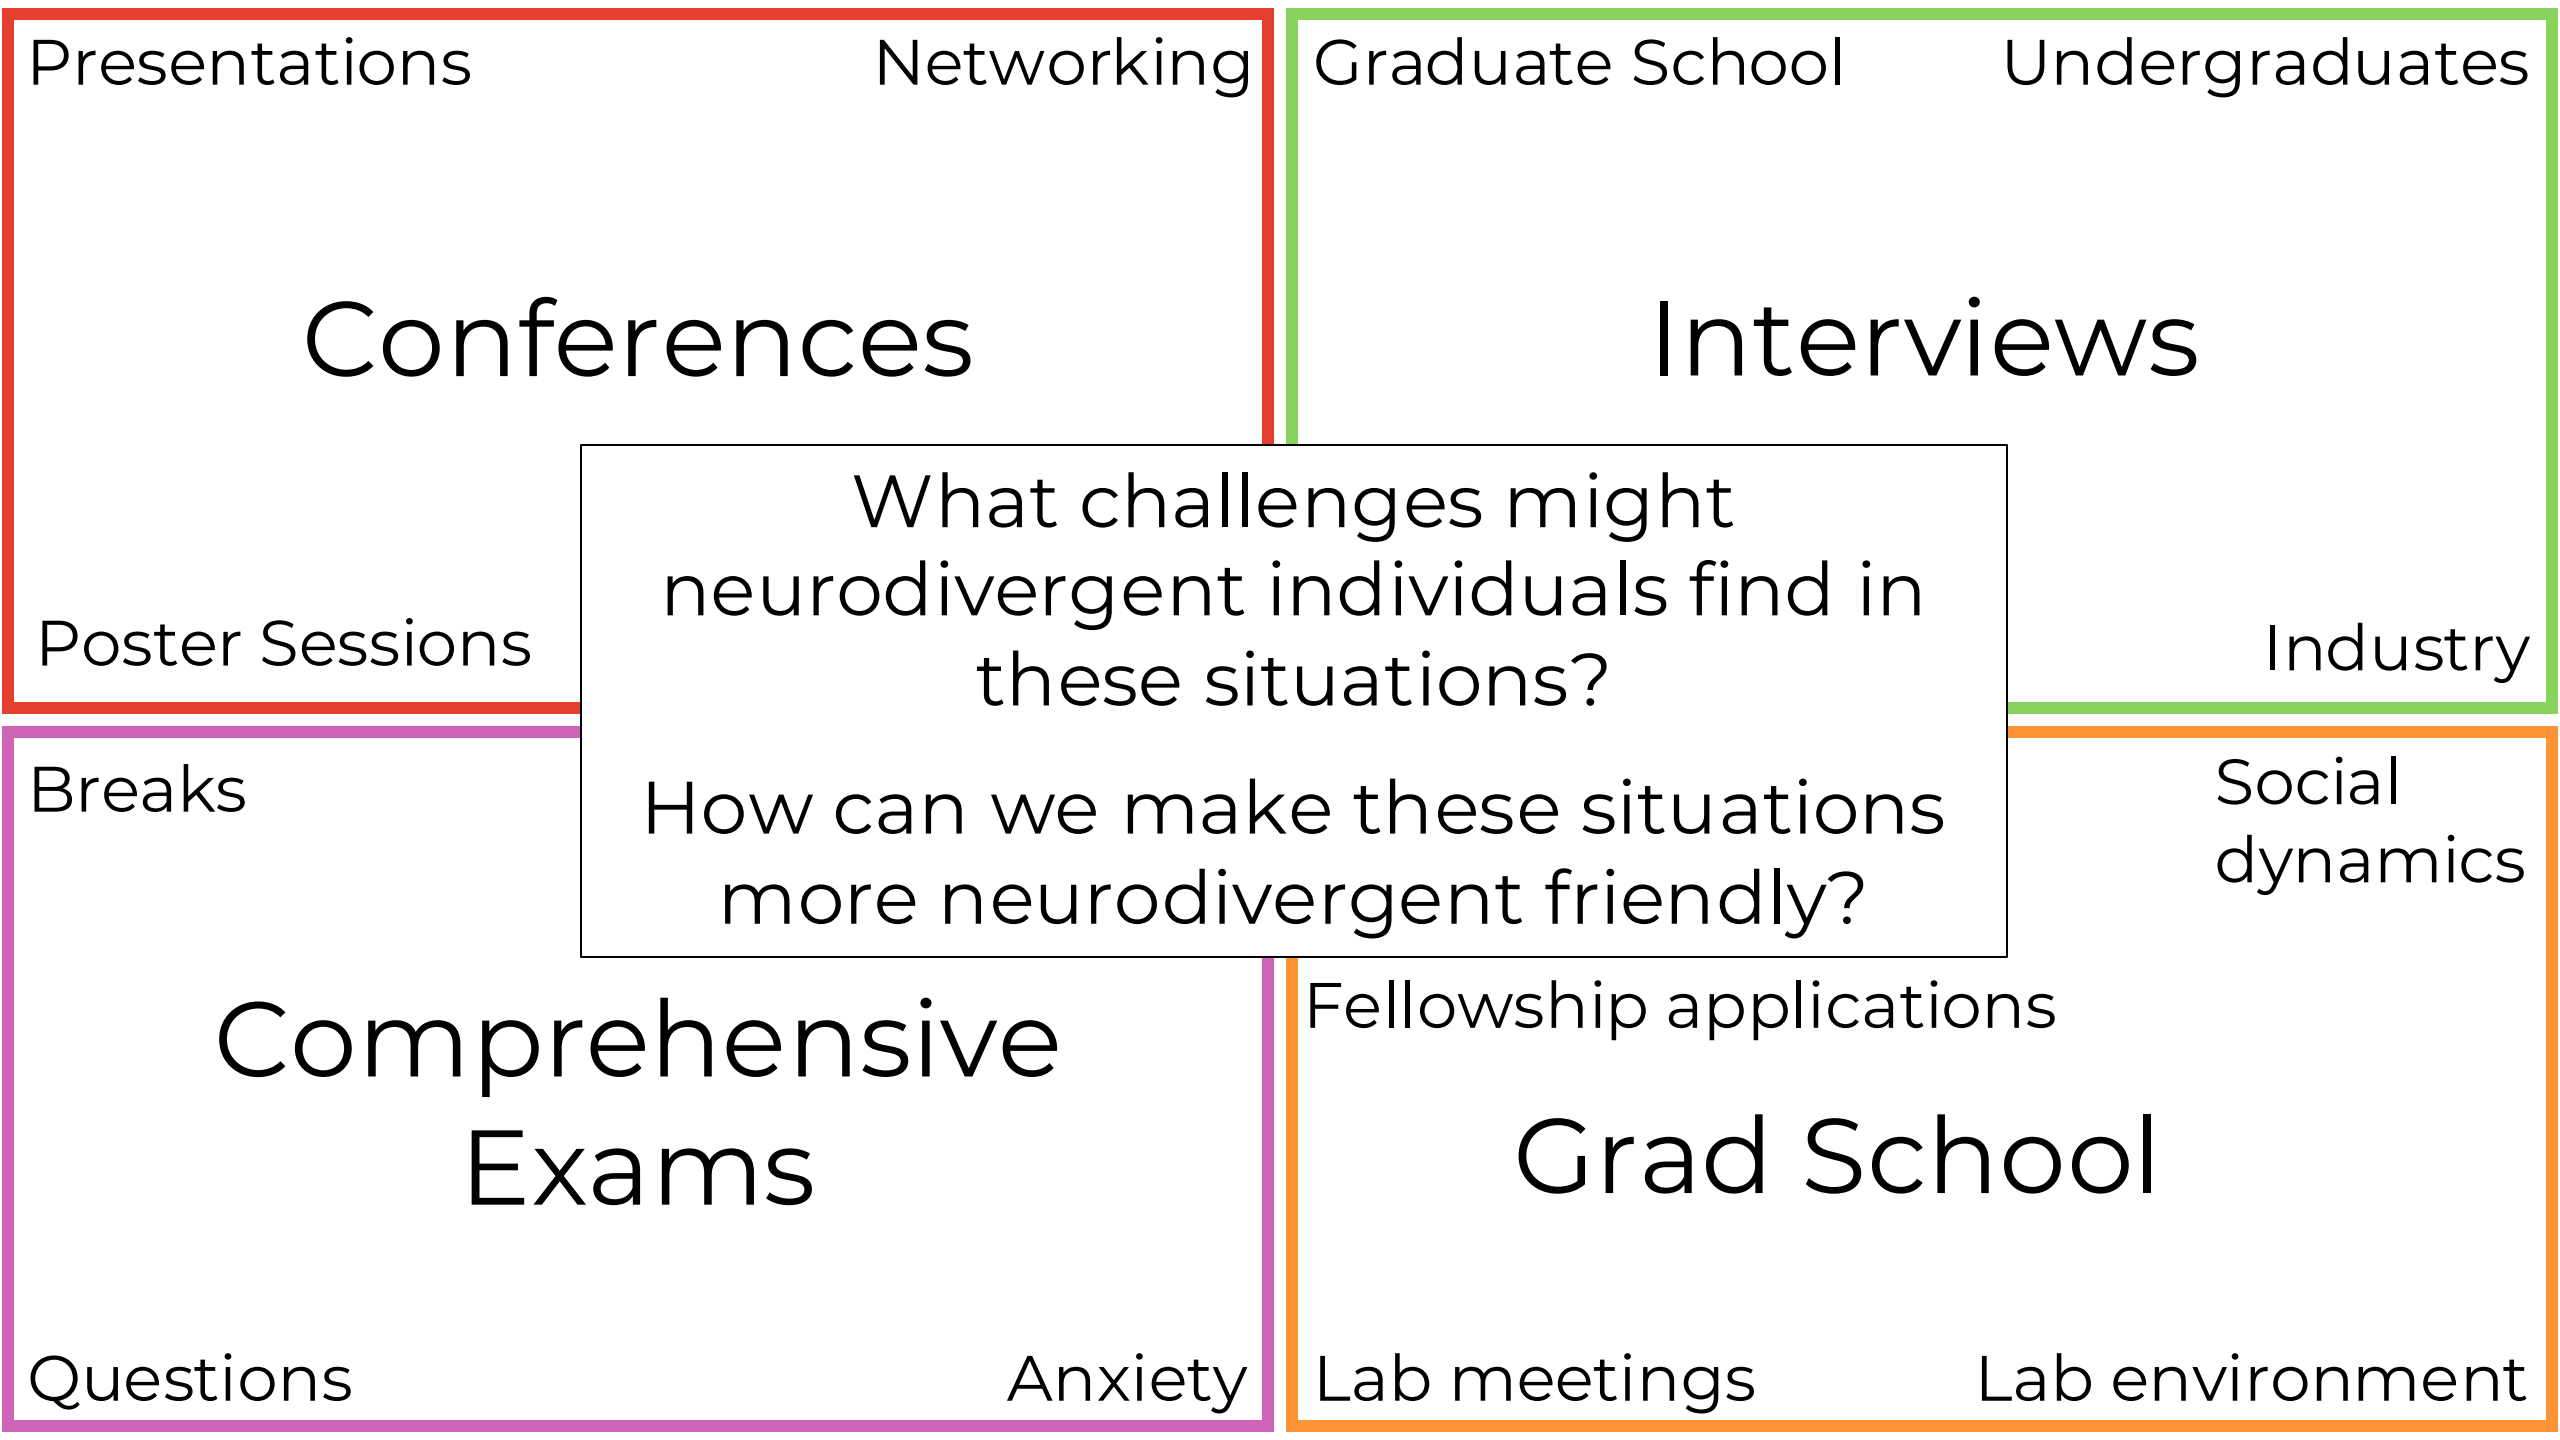 Presentations
Networking
Conferences
Poster Sessions
Graduate School
Undergraduates
Interviews
Industry
What challenges might
neurodivergent individuals find in
these situations?
How can we make these situations
more neurodivergent friendly?
Breaks
Comprehensive
Exams
Questions
Anxiety
Social
dynamics
Fellowship applications
Grad School
Lab meetings
Lab environment